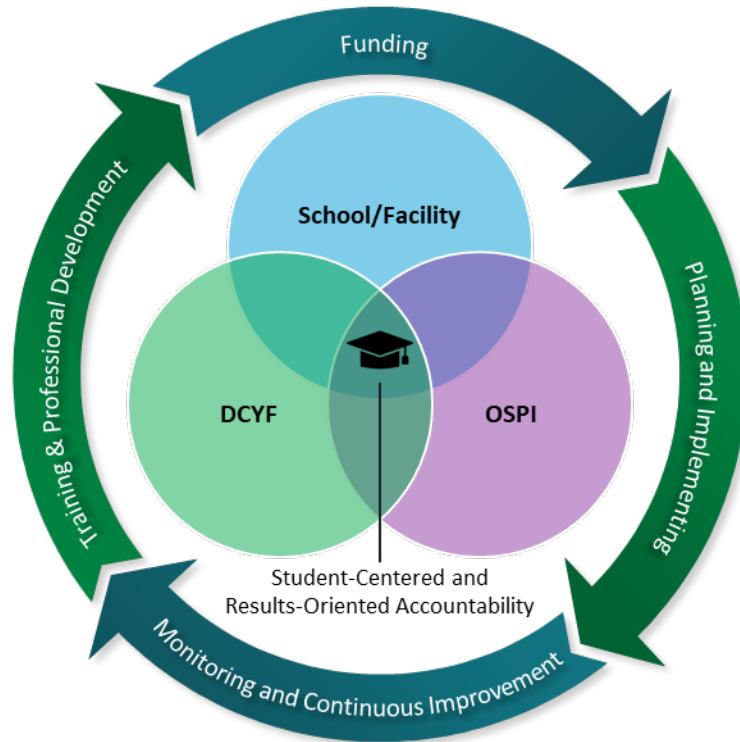 Funding
School/Facility
Planning and Implementing
Training & Professional Development
DCYF
OSPI
Student-Centered and
Results-Oriented Accountability
Monitoring and Continuous Improvement